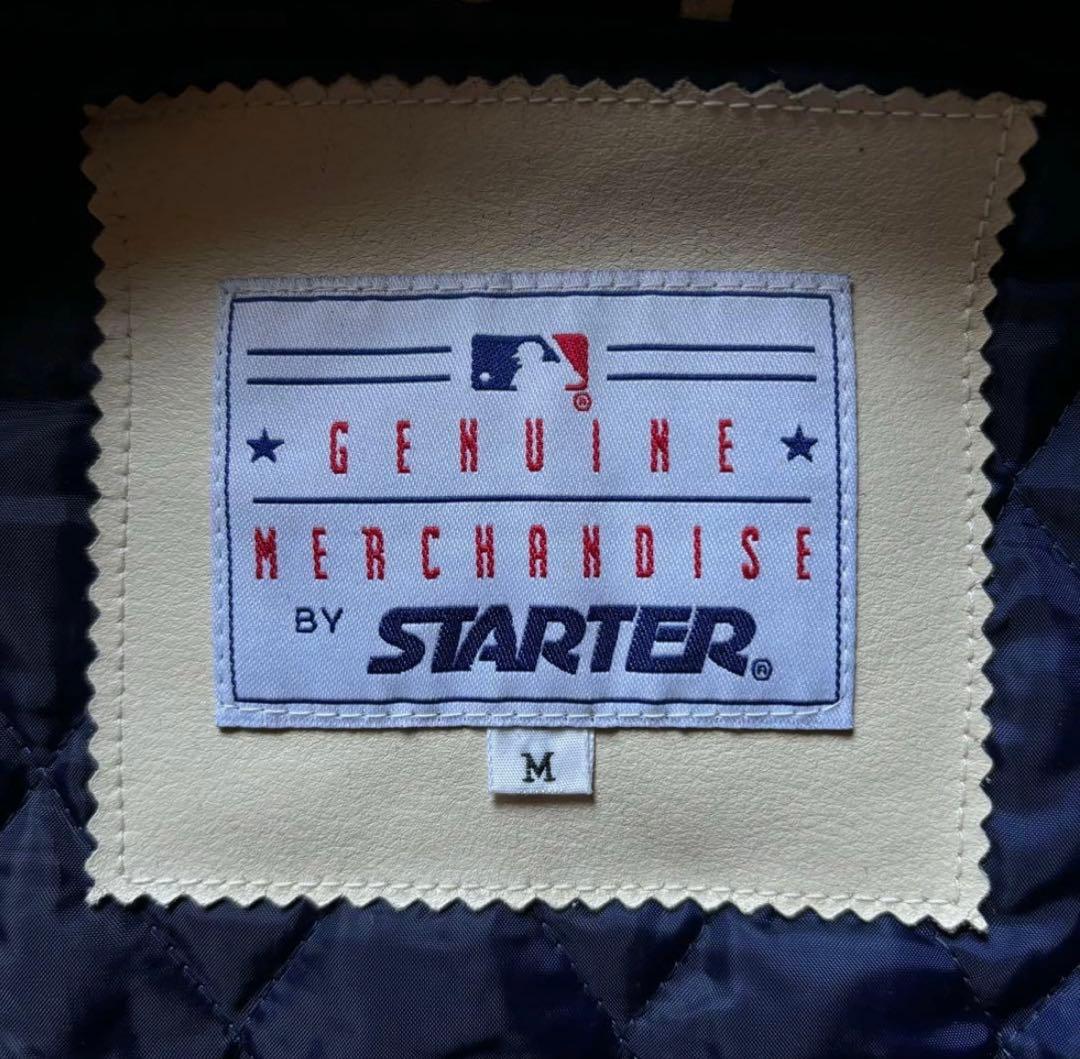 ®
GENUINE
MERCHANDISE
BY STARTER®
M